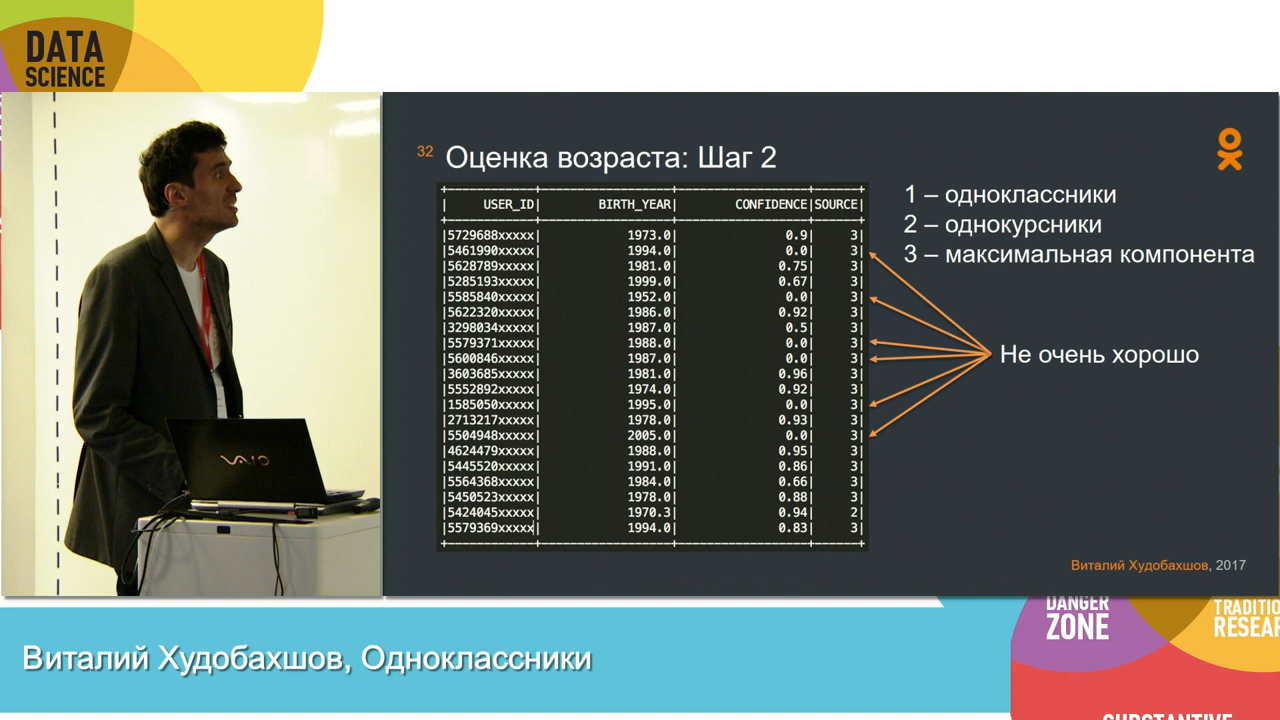 DATA
SCIENCE
32
Оценка возраста: Шаг 2
| USER_ID| BIRTH_YEAR| CONFIDENCE|SOURCE|
|5729688xxxxx| 1973.0| 0.9| 3|
|5461990xxxxx| 1994.0| 0.0| 3|
|5628789xxxxx| 1981.0| 0.75| 3|
|5285193xxxxx| 1999.0| 0.67| 3|
|5585840xxxxx| 1952.0| 0.0| 3|
|5622320xxxxx| 1986.0| 0.92| 3|
|3298034xxxxx| 1987.0| 0.5| 3|
|5579371xxxxx| 1988.0| 0.0| 3|
|5600846xxxxx| 1987.0| 0.0| 3|
|3603685xxxxx| 1981.0| 0.96| 3|
|5552892xxxxx| 1974.0| 0.92| 3|
|1585050xxxxx| 1995.0| 0.0| 3|
|2713217xxxxx| 1978.0| 0.93| 3|
|5504948xxxxx| 2005.0| 0.0| 3|
|4624479xxxxx| 1988.0| 0.95| 3|
|5445520xxxxx| 1991.0| 0.86| 3|
|5564368xxxxx| 1984.0| 0.66| 3|
|5450523xxxxx| 1978.0| 0.88| 3|
|5424045xxxxx| 1970.3| 0.94| 2|
|5579369xxxxx| 1994.0| 0.83| 3|
1 – одноклассники
2 – однокурсники
3 – максимальная компонента
Не очень хорошо
Виталий Худобахшов, 2017
VAIO
DANGER
ZONE
TRADITIO
RESEAR
SUBSTANTIVE
Виталий Худобахшов, Одноклассники